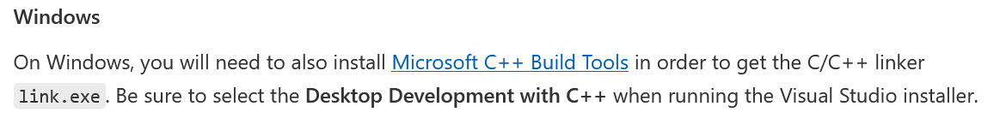 Windows
On Windows, you will need to also install Microsoft C++ Build Tools in order to get the C/C++ linker
link.exe. Be sure to select the Desktop Development with C++ when running the Visual Studio installer.